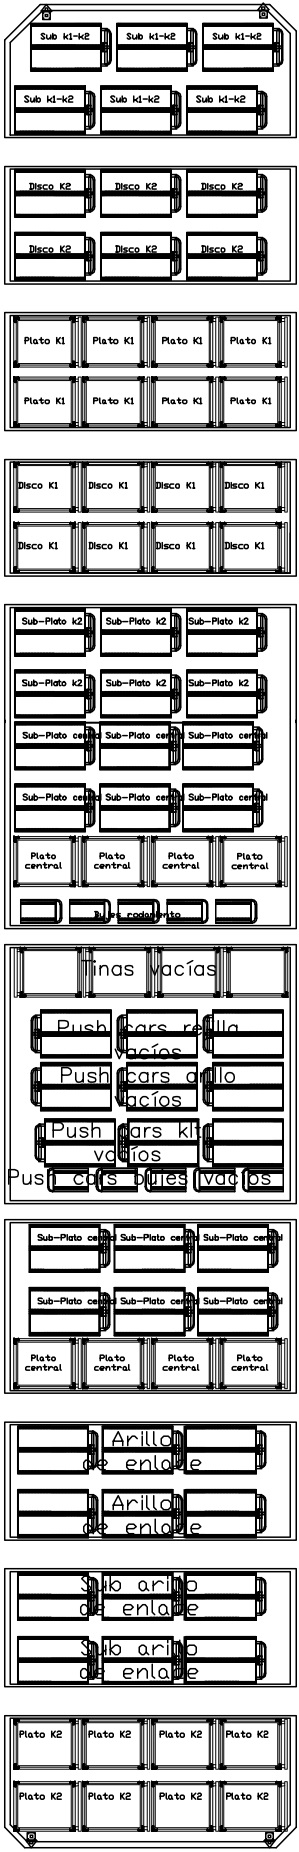 Sub k1-k2 Sub k1-k2 Sub k1-k2
Sub k1-k2 Sub k1-k2 Sub k1-k2
Disco K2 Disco K2 Disco K2
Disco K2 Disco K2 Disco K2
Plato K1 Plato K1 Plato K1 Plato K1
Plato K1 Plato K1 Plato K1 Plato K1
Disco K1 Disco K1 Disco K1 Disco K1
Disco K1 Disco K1 Disco K1 Disco K1
Sub-Plato k2 Sub-Plato k2 Sub-Plato k2
Sub-Plato k2 Sub-Plato k2 Sub-Plato k2
Sub-Plato central Sub-Plato central Sub-Plato central
Sub-Plato central Sub-Plato central Sub-Plato central
Plato Plato Plato Plato
central central central central
Bujes rodamiento
Tinas vacías
Push cars rejilla
vacíos
Push cars arillo
vacíos
Push cars kit
vacíos
Push cars bujes vacíos
Sub-Plato central Sub-Plato central Sub-Plato central
Sub-Plato central Sub-Plato central Sub-Plato central
Plato Plato Plato Plato
central central central central
Arillo
de enlace
Arillo
de enlace
Sub arillo
de enlace
Sub arillo
de enlace
Plato K2 Plato K2 Plato K2 Plato K2
Plato K2 Plato K2 Plato K2 Plato K2